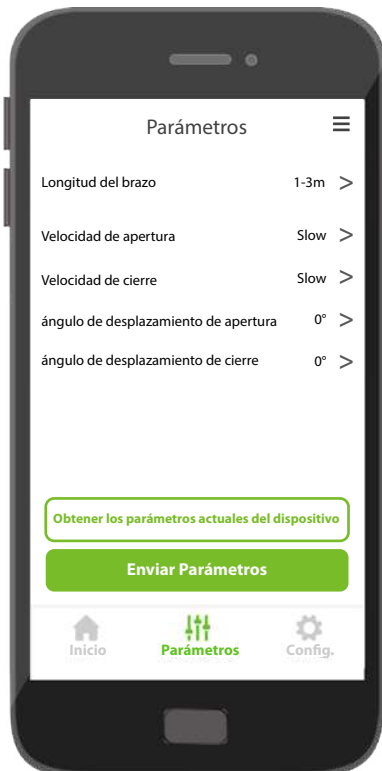 Parámetros
Longitud del brazo 1-3m >
Velocidad de apertura Slow >
Velocidad de cierre Slow >
ángulo de desplazamiento de apertura 0° >
ángulo de desplazamiento de cierre 0° >
Obtener los parámetros actuales del dispositivo
Enviar Parámetros
Inicio Parámetros Config.